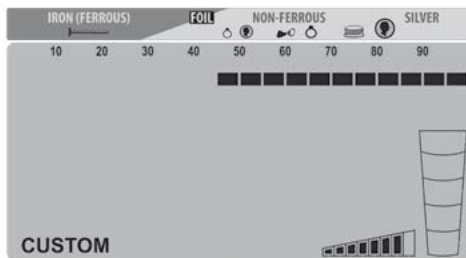 IRON (FERROUS) FOIL NON-FERROUS SILVER
10 20 30 40 50 60 70 80 90
CUSTOM